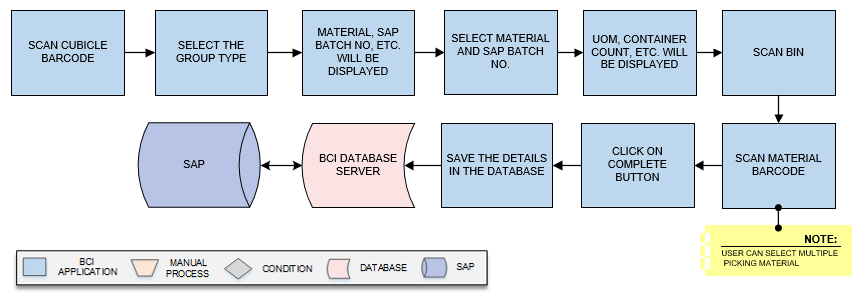 SCAN CUBICLE
BARCODE
SELECT THE
GROUP TYPE
MATERIAL, SAP
BATCH NO, ETC.
WILL BE
DISPLAYED
SELECT MATERIAL
AND SAP BATCH
NO.
UOM, CONTAINER
COUNT, ETC. WILL
BE DISPLAYED
SCAN BIN
SCAN MATERIAL
BARCODE
CLICK ON
COMPLETE
BUTTON
SAVE THE DETAILS
IN THE DATABASE
BCI DATABASE
SERVER
SAP
NOTE:
USER CAN SELECT MULTIPLE
PICKING MATERIAL
BCI
APPLICATION
MANUAL
PROCESS
CONDITION
DATABASE
SAP